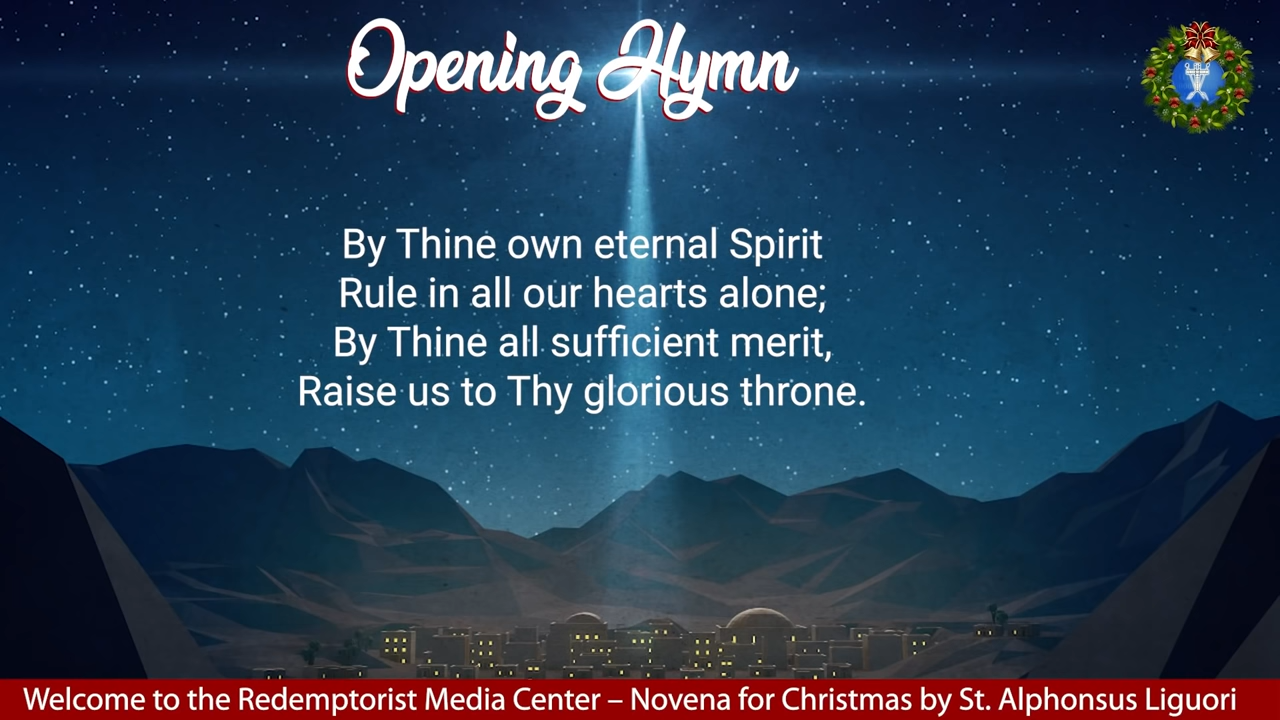 Opening Hymn
By Thine own eternal Spirit
Rule in all our hearts alone;
By Thine all sufficient merit,
Raise us to Thy glorious throne.
Welcome to the Redemptorist Media Center – Novena for Christmas by St. Alphonsus Liguori